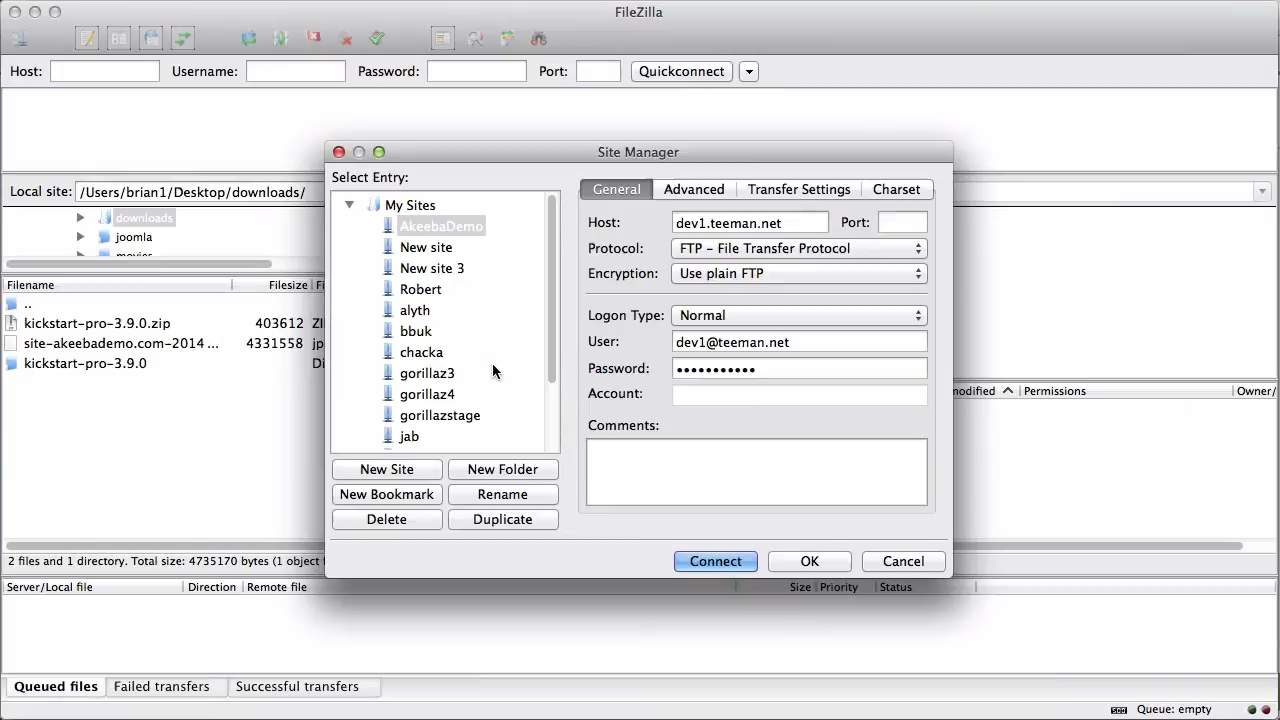 FileZilla
Host: Username: Password: Port: Quickconnect
Site Manager
Local site: /Users/brian1/Desktop/downloads/
downloads
joomla
Filename Filesize
..
kickstart-pro-3.9.0.zip 403612
site-akeebademo.com-2014 ... 4331558 jp
kickstart-pro-3.9.0
2 files and 1 directory. Total size: 4735170 bytes (1 object
Select Entry:
My Sites
AkeebaDemo
New site
New site 3
Robert
alyth
bbuk
chacka
gorillaz3
gorillaz4
gorillazstage
jab
New Site New Folder
New Bookmark Rename
Delete Duplicate
General Advanced Transfer Settings Charset
Host: dev1.teeman.net Port:
Protocol: FTP – File Transfer Protocol
Encryption: Use plain FTP
Logon Type: Normal
User: dev1@teeman.net
Password: •••••••••••
Account:
Comments:
Connect OK Cancel
modified Permissions Owner/
Server/Local file Direction Remote file Size Priority Status
Queued files Failed transfers Successful transfers
Queue: empty